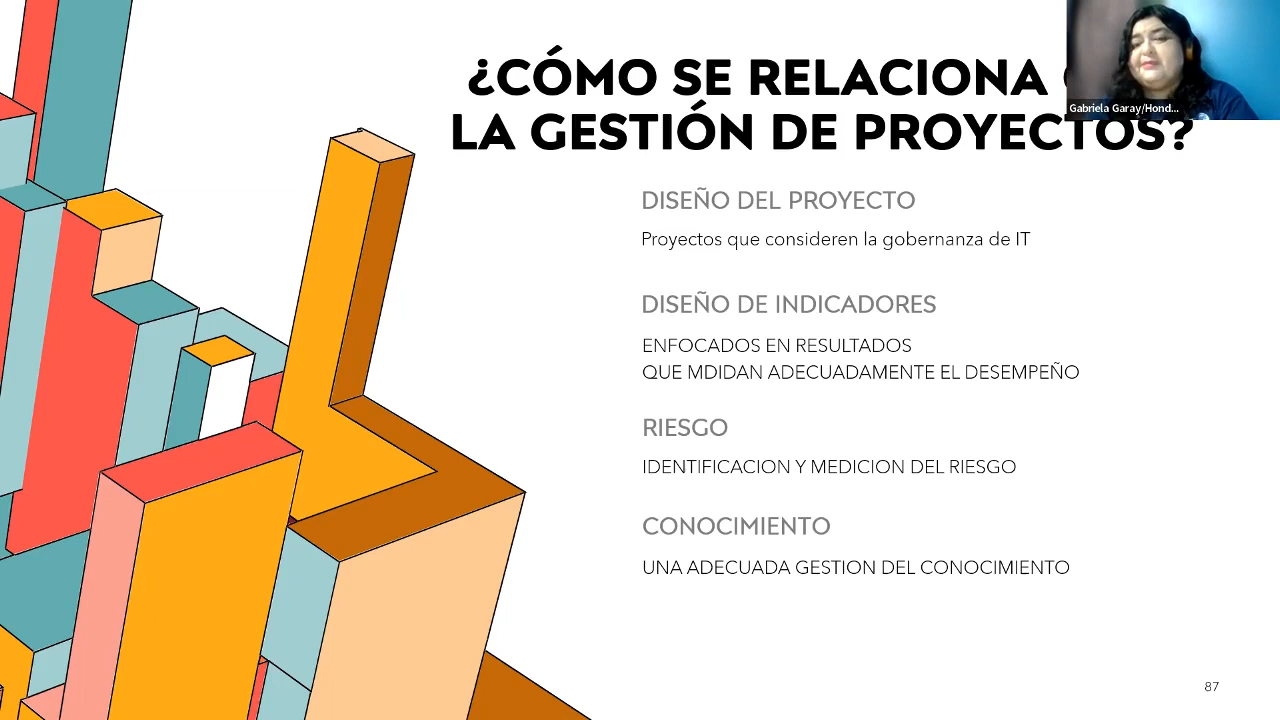 ¿CÓMO SE RELACIONA
LA GESTIÓN DE PROYECTOS?
Gabriela Garay/Hond...
DISEÑO DEL PROYECTO
Proyectos que consideren la gobernanza de IT
DISEÑO DE INDICADORES
ENFOCADOS EN RESULTADOS
QUE MDIDAN ADECUADAMENTE EL DESEMPEÑO
RIESGO
IDENTIFICACION Y MEDICION DEL RIESGO
CONOCIMIENTO
UNA ADECUADA GESTION DEL CONOCIMIENTO
87